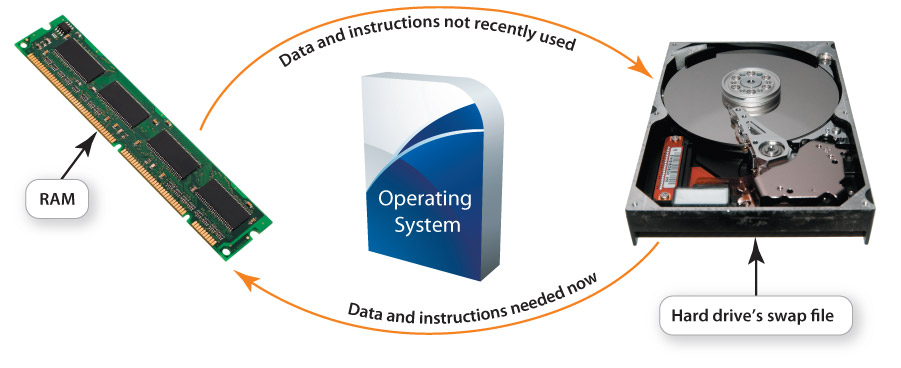 Data and instructions not recently used
RAM
Operating
System
Data and instructions needed now
Hard drive's swap file